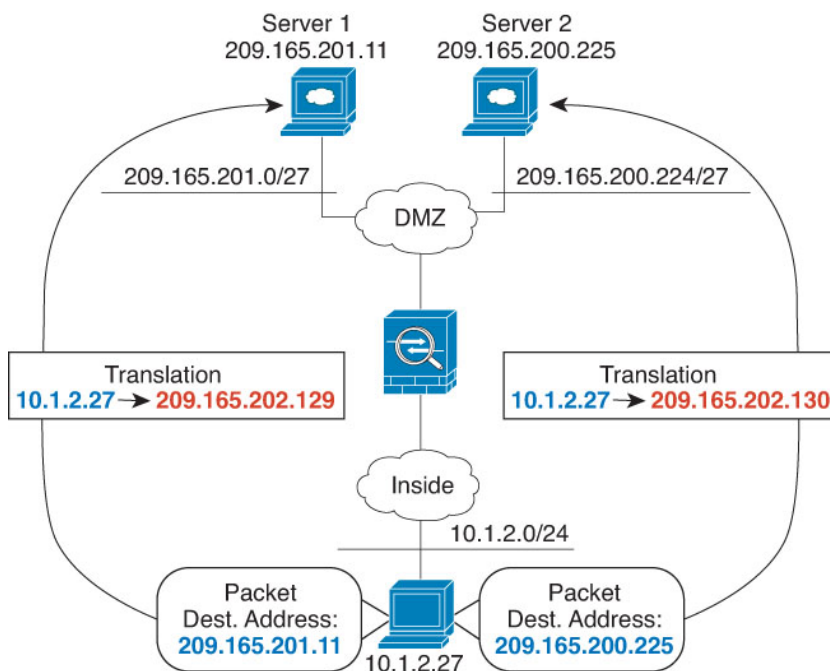 Server 1
209.165.201.11
Server 2
209.165.200.225
209.165.201.0/27
209.165.200.224/27
DMZ
Translation
10.1.2.27 → 209.165.202.129
Translation
10.1.2.27 → 209.165.202.130
Inside
10.1.2.0/24
Packet
Dest. Address:
209.165.201.11
Packet
Dest. Address:
209.165.200.225
10.1.2.27